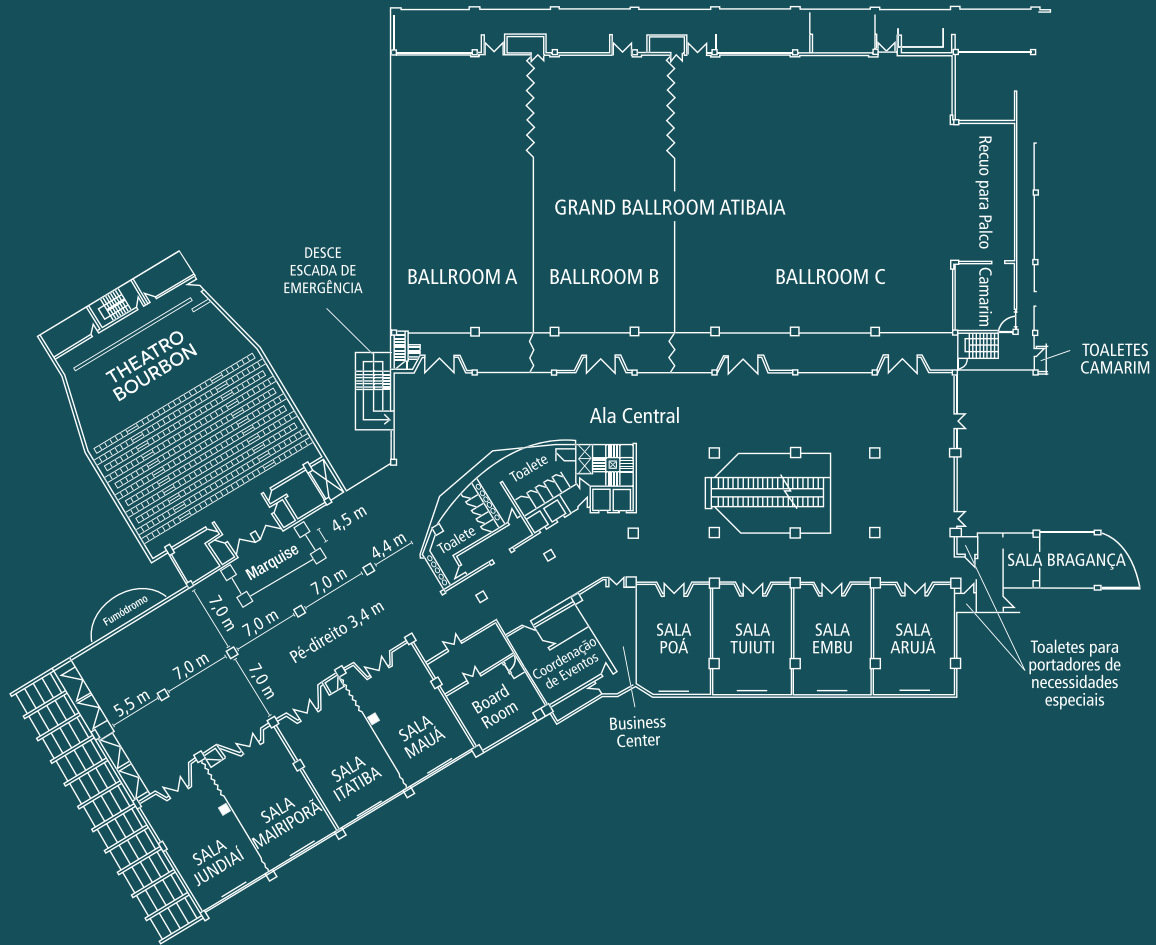 GRAND BALLROOM ATIBAIA
BALLROOM A
BALLROOM B
BALLROOM C
Recuo para Palco
Camarim
DESCE
ESCADA DE
EMERGÊNCIA
THEATRO
BOURBON
TOALETES
CAMARIM
Ala Central
Toalete
Toalete
Marquise
4,5 m
4,4 m
7,0 m
7,0 m
7,0 m
7,0 m
7,0 m
5,5 m
Pé-direito 3,4 m
Fumódromo
SALA BRAGANÇA
SALA
POÁ
SALA
TUIUTI
SALA
EMBU
SALA
ARUJÁ
Toaletes para
portadores de
necessidades
especiais
Coordenação
de Eventos
Board
Room
Business
Center
SALA
MAUÁ
SALA
ITATIBA
SALA
MAIRIPORÃ
SALA
JUNDIAÍ